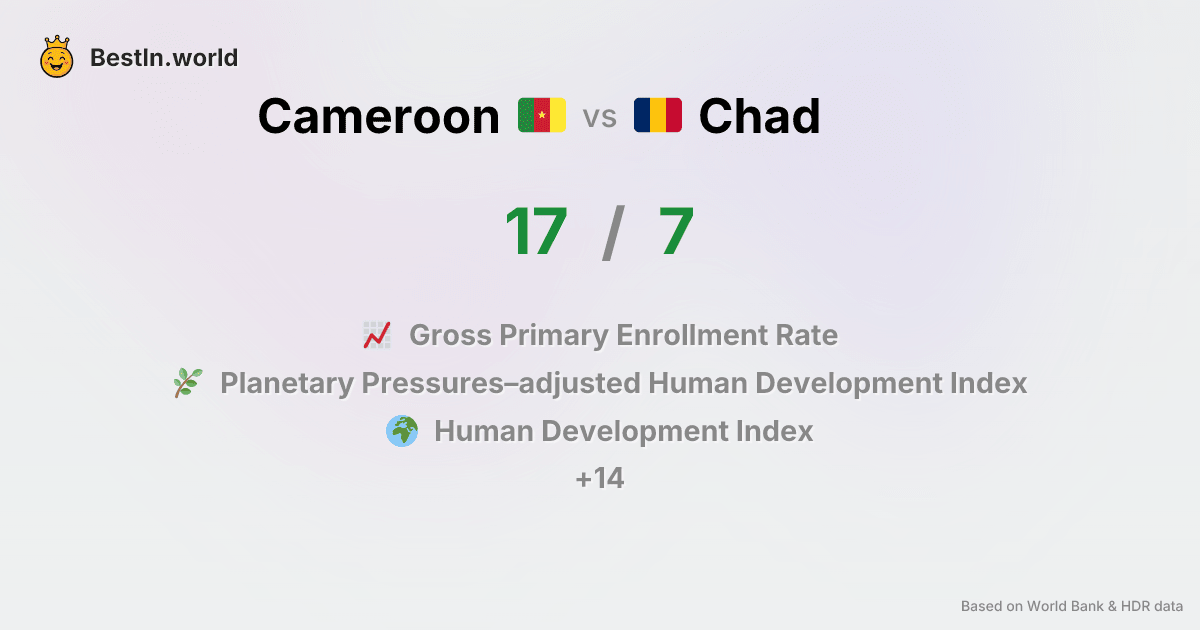 BestIn.world
Cameroon vs Chad
17 / 7
Gross Primary Enrollment Rate
Planetary Pressures–adjusted Human Development Index
Human Development Index
+14
Based on World Bank & HDR data